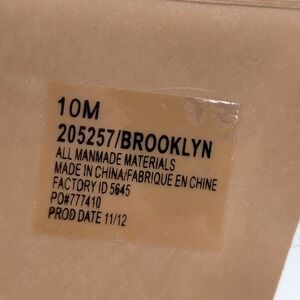 10M
205257/BROOKLYN
ALL MANMADE MATERIALS
MADE IN CHINA/FABRIQUE EN CHINE
FACTORY ID 5645
PO#777410
PROD DATE 11/12